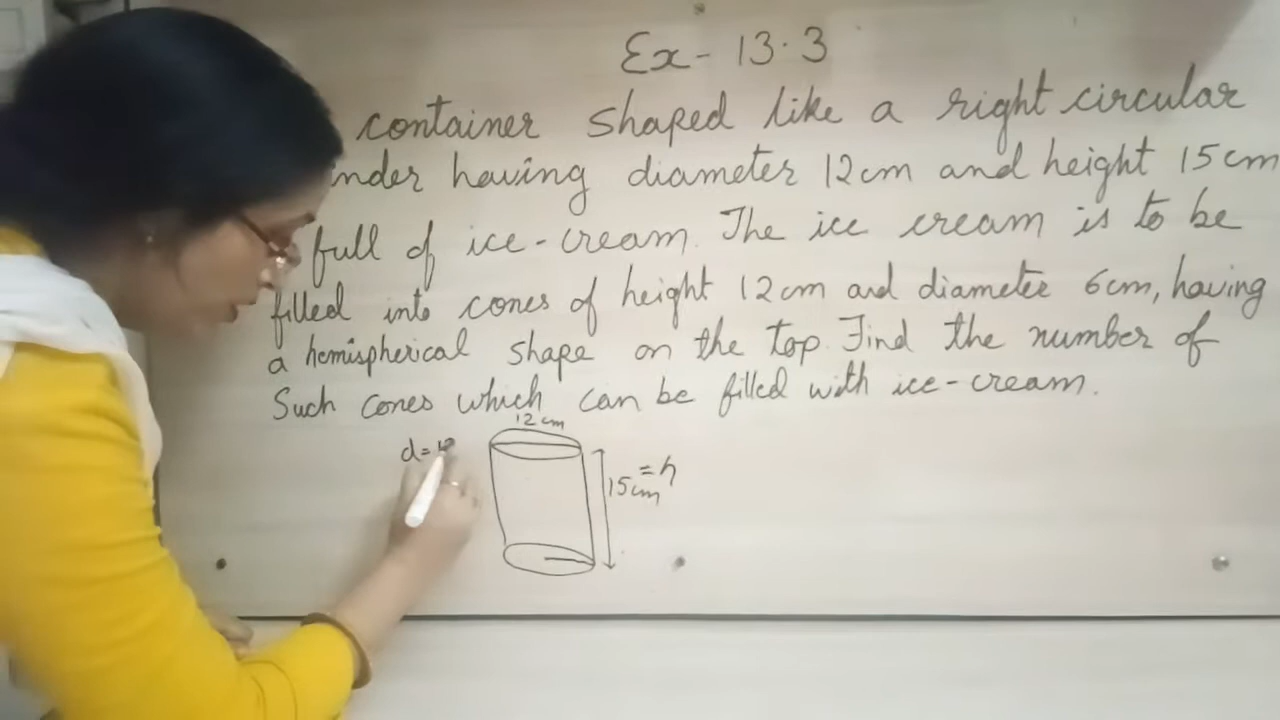 Ex - 13.3
container shaped like a right circular
nder having diameter 12cm and height 15cm
full of ice-cream. The ice cream is to be
filled into cones of height 12cm and diameter 6cm, having
a hemispherical shape on the top. Find the number of
Such cones which can be filled with ice-cream.
12 cm
d=
15cm = h